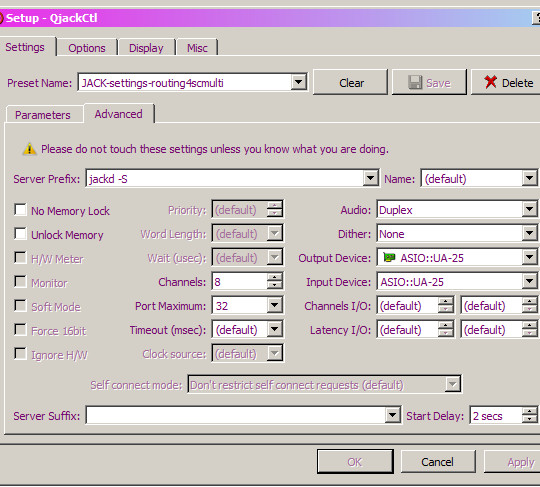 Setup - QjackCtl
Settings Options Display Misc
Preset Name: JACK-settings-routing4scmulti Clear Save Delete
Parameters Advanced
Please do not touch these settings unless you know what you are doing.
Server Prefix: jackd -S Name: (default)
No Memory Lock Priority: (default) Audio: Duplex
Unlock Memory Word Length: (default) Dither: None
H/W Meter Wait (usec): (default) Output Device: ASIO::UA-25
Monitor Channels: 8 Input Device: ASIO::UA-25
Soft Mode Port Maximum: 32 Channels I/O: (default) (default)
Force 16bit Timeout (msec): (default) Latency I/O: (default) (default)
Ignore H/W Clock source: (default)
Self connect mode: Don't restrict self connect requests (default)
Server Suffix: Start Delay: 2 secs
OK Cancel Apply